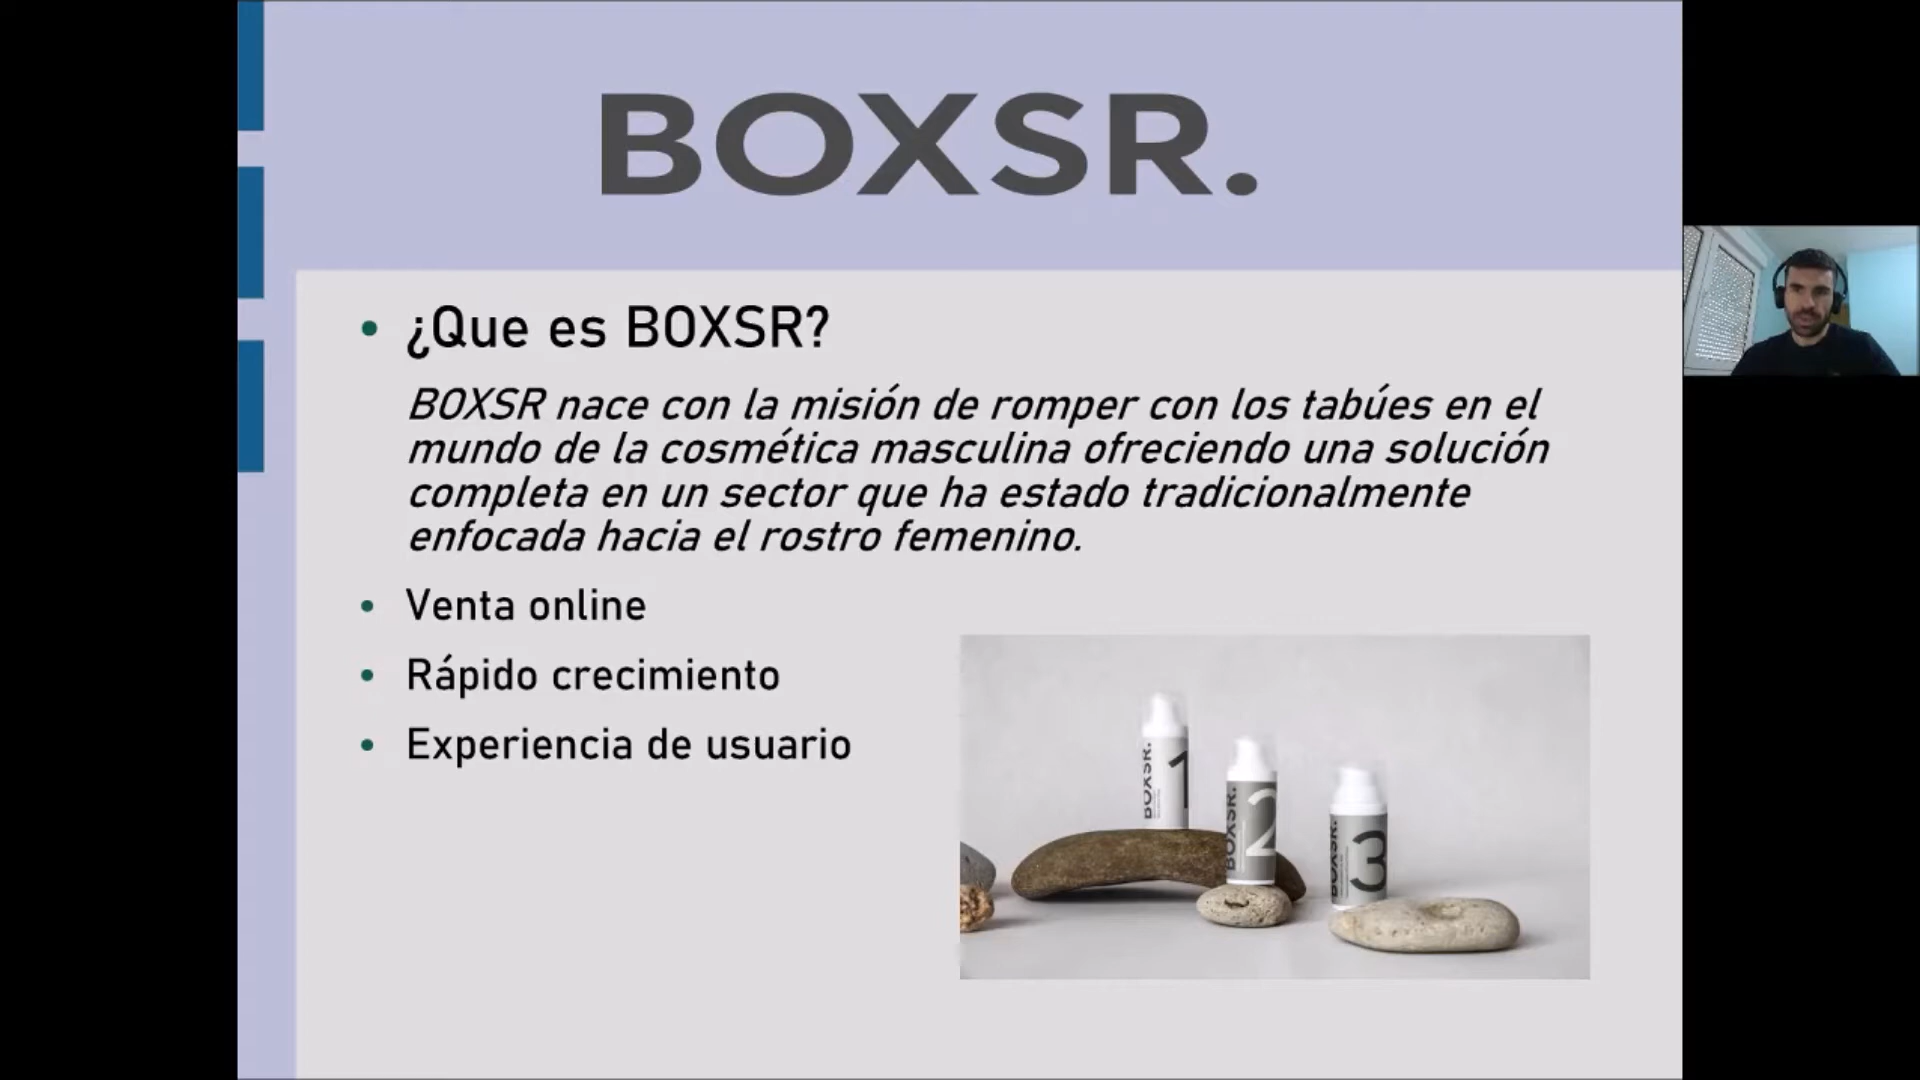 BOXSR.
• ¿Que es BOXSR?
BOXSR nace con la misión de romper con los tabúes en el
mundo de la cosmética masculina ofreciendo una solución
completa en un sector que ha estado tradicionalmente
enfocada hacia el rostro femenino.
• Venta online
• Rápido crecimiento
• Experiencia de usuario
BOXSR. 1
BOXSR. 2
BOXSR. 3